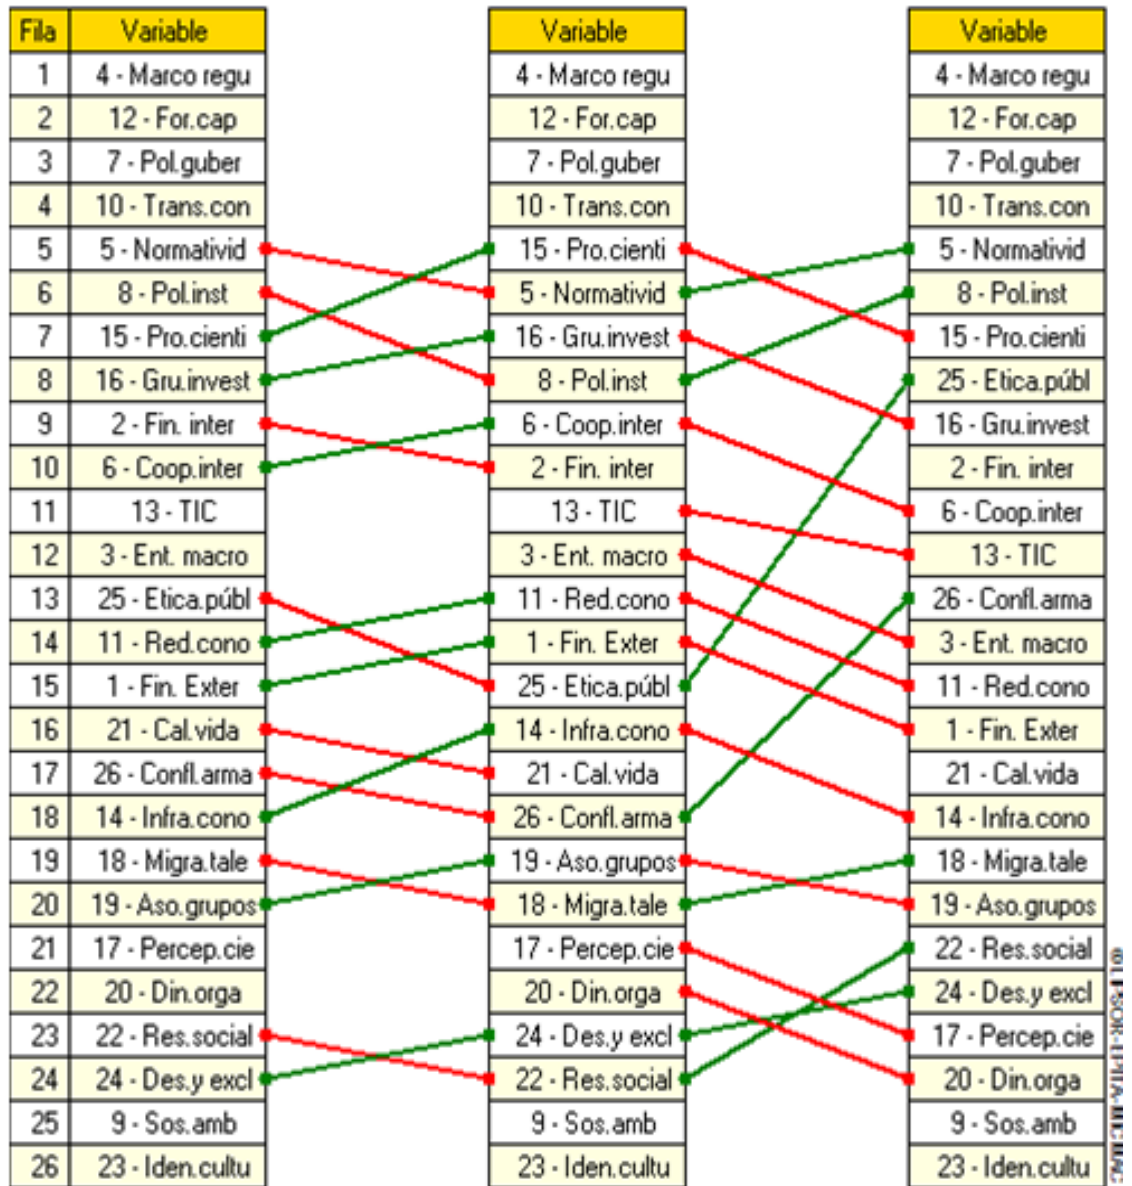 Fila Variable Variable Variable
1 4 - Marco regu 4 - Marco regu 4 - Marco regu
2 12 - For.cap 12 - For.cap 12 - For.cap
3 7 - Pol.guber 7 - Pol.guber 7 - Pol.guber
4 10 - Trans.con 10 - Trans.con 10 - Trans.con
5 5 - Normativid 15 - Pro.cienti 5 - Normativid
6 8 - Pol.inst 5 - Normativid 8 - Pol.inst
7 15 - Pro.cienti 16 - Gru.invest 15 - Pro.cienti
8 16 - Gru.invest 8 - Pol.inst 25 - Etica.públ
9 2 - Fin. inter 6 - Coop.inter 16 - Gru.invest
10 6 - Coop.inter 2 - Fin. inter 2 - Fin. inter
11 13 - TIC 13 - TIC 6 - Coop.inter
12 3 - Ent. macro 3 - Ent. macro 13 - TIC
13 25 - Etica.públ 11 - Red.cono 26 - Confl.arma
14 11 - Red.cono 1 - Fin. Exter 3 - Ent. macro
15 1 - Fin. Exter 25 - Etica.públ 11 - Red.cono
16 21 - Cal.vida 14 - Infra.cono 1 - Fin. Exter
17 26 - Confl.arma 21 - Cal.vida 21 - Cal.vida
18 14 - Infra.cono 26 - Confl.arma 14 - Infra.cono
19 18 - Migra.tale 19 - Aso.grupos 18 - Migra.tale
20 19 - Aso.grupos 18 - Migra.tale 19 - Aso.grupos
21 17 - Percep.cie 17 - Percep.cie 22 - Res.social
22 20 - Din.orga 20 - Din.orga 24 - Des.y excl
23 22 - Res.social 24 - Des.y excl 17 - Percep.cie
24 24 - Des.y excl 22 - Res.social 20 - Din.orga
25 9 - Sos.amb 9 - Sos.amb 9 - Sos.amb
26 23 - Iden.cultu 23 - Iden.cultu 23 - Iden.cultu